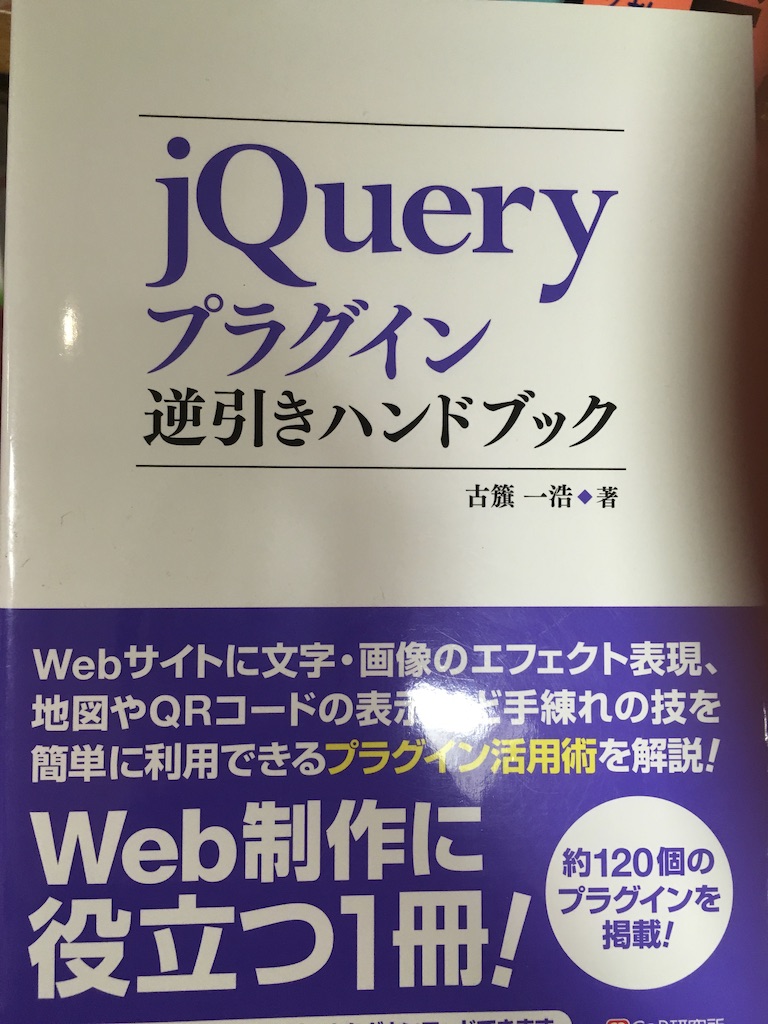 jQuery
プラグイン
逆引きハンドブック
古籏 一浩◆著
Webサイトに文字・画像のエフェクト表現、
地図やQRコードの表示 ど手練れの技を
簡単に利用できるプラグイン活用術を解説!
Web制作に
役立つ1冊!
約120個の
プラグインを
掲載!
C&R研究所